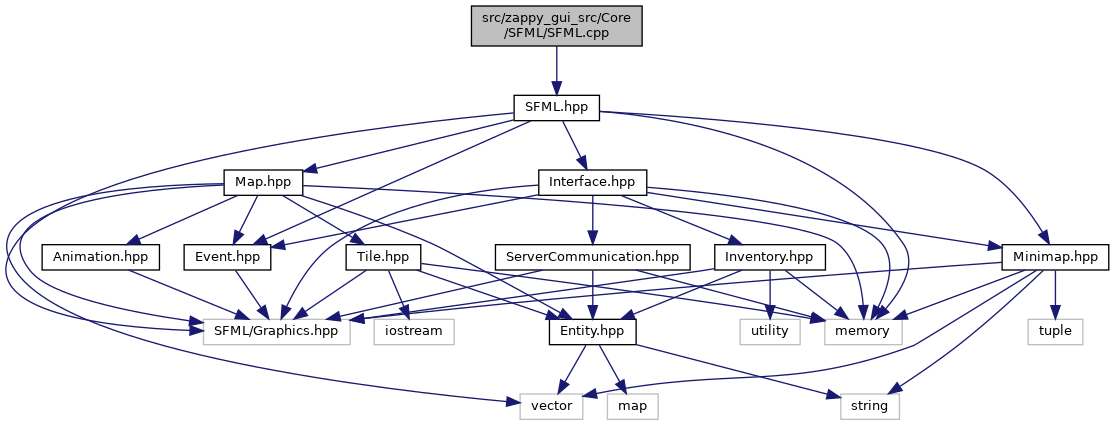 src/zappy_gui_src/Core
/SFML/SFML.cpp
SFML.hpp
Map.hpp
Interface.hpp
Animation.hpp
Event.hpp
Tile.hpp
ServerCommunication.hpp
Inventory.hpp
Minimap.hpp
SFML/Graphics.hpp
iostream
Entity.hpp
utility
memory
tuple
vector
map
string